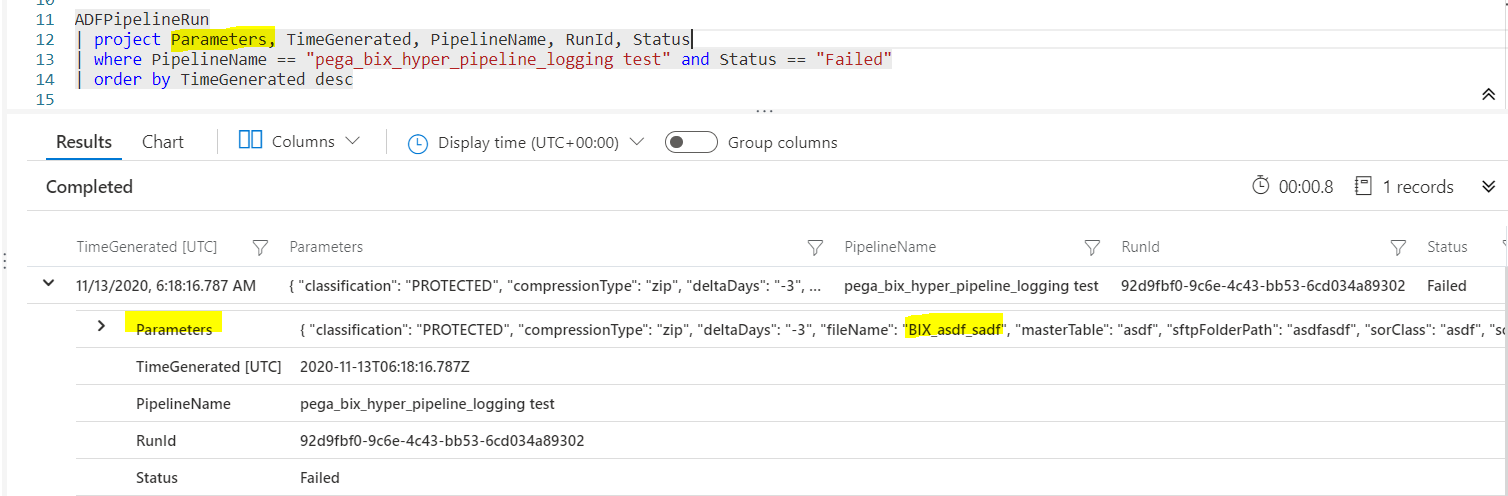 11 ADFPipelineRun
12 | project Parameters, TimeGenerated, PipelineName, RunId, Status
13 | where PipelineName == "pega_bix_hyper_pipeline_logging test" and Status == "Failed"
14 | order by TimeGenerated desc
15
Results Chart Columns Display time (UTC+00:00) Group columns
Completed 00:00.8 1 records
TimeGenerated [UTC] Parameters PipelineName RunId Status
11/13/2020, 6:18:16.787 AM { "classification": "PROTECTED", "compressionType": "zip", "deltaDays": "-3", ... pega_bix_hyper_pipeline_logging test 92d9fbf0-9c6e-4c43-bb53-6cd034a89302 Failed
Parameters { "classification": "PROTECTED", "compressionType": "zip", "deltaDays": "-3", "fileName": "BIX_asdf_sadf", "masterTable": "asdf", "sftpFolderPath": "asdfasdf", "sorClass": "asdf",
TimeGenerated [UTC] 2020-11-13T06:18:16.787Z
PipelineName pega_bix_hyper_pipeline_logging test
RunId 92d9fbf0-9c6e-4c43-bb53-6cd034a89302
Status Failed